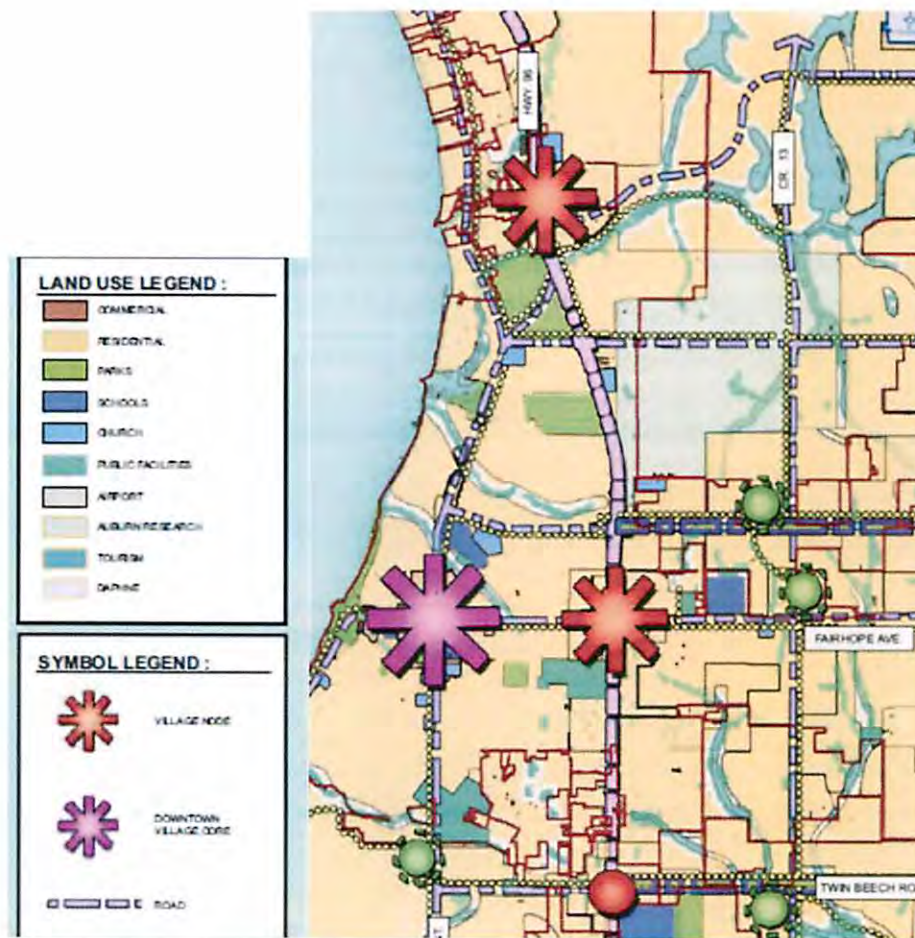 LAND USE LEGEND :
COMMERCIAL
RESIDENTIAL
PARKS
SCHOOLS
CHURCH
PUBLIC FACILITIES
AIRPORT
AUBURN RESEARCH
TOURISM
DAPHNE
SYMBOL LEGEND :
VILLAGE NODE
DOWNTOWN
VILLAGE CORE
ROAD
HWY. 98
CR. 13
FAIRHOPE AVE.
TWIN BEECH RO